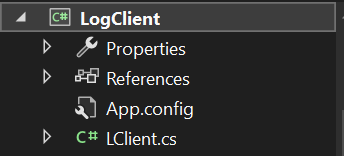 C# LogClient
Properties
References
App.config
C# LClient.cs